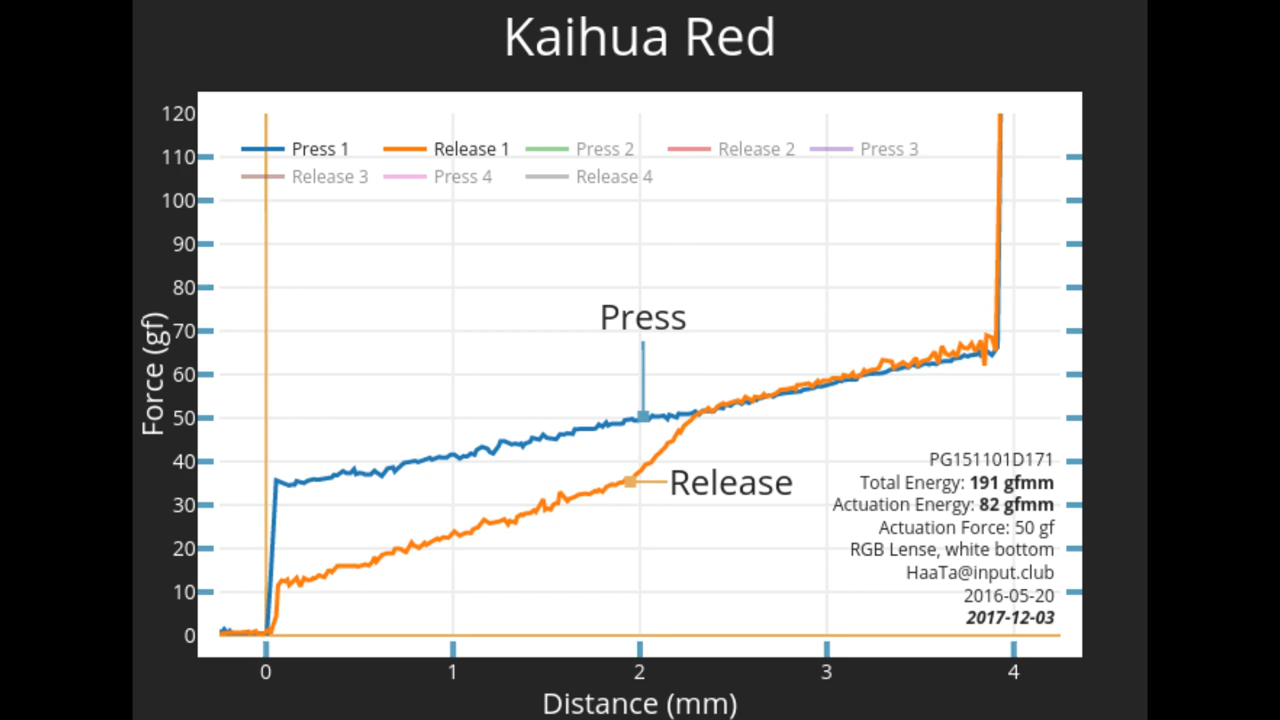 Kaihua Red
120
110
100
90
80
70
60
50
40
30
20
10
0
Force (gf)
Press 1 Release 1 Press 2 Release 2 Press 3
Release 3 Press 4 Release 4
Press
Release
PG151101D171
Total Energy: 191 gfmm
Actuation Energy: 82 gfmm
Actuation Force: 50 gf
RGB Lense, white bottom
HaaTa@input.club
2016-05-20
2017-12-03
0 1 2 3 4
Distance (mm)